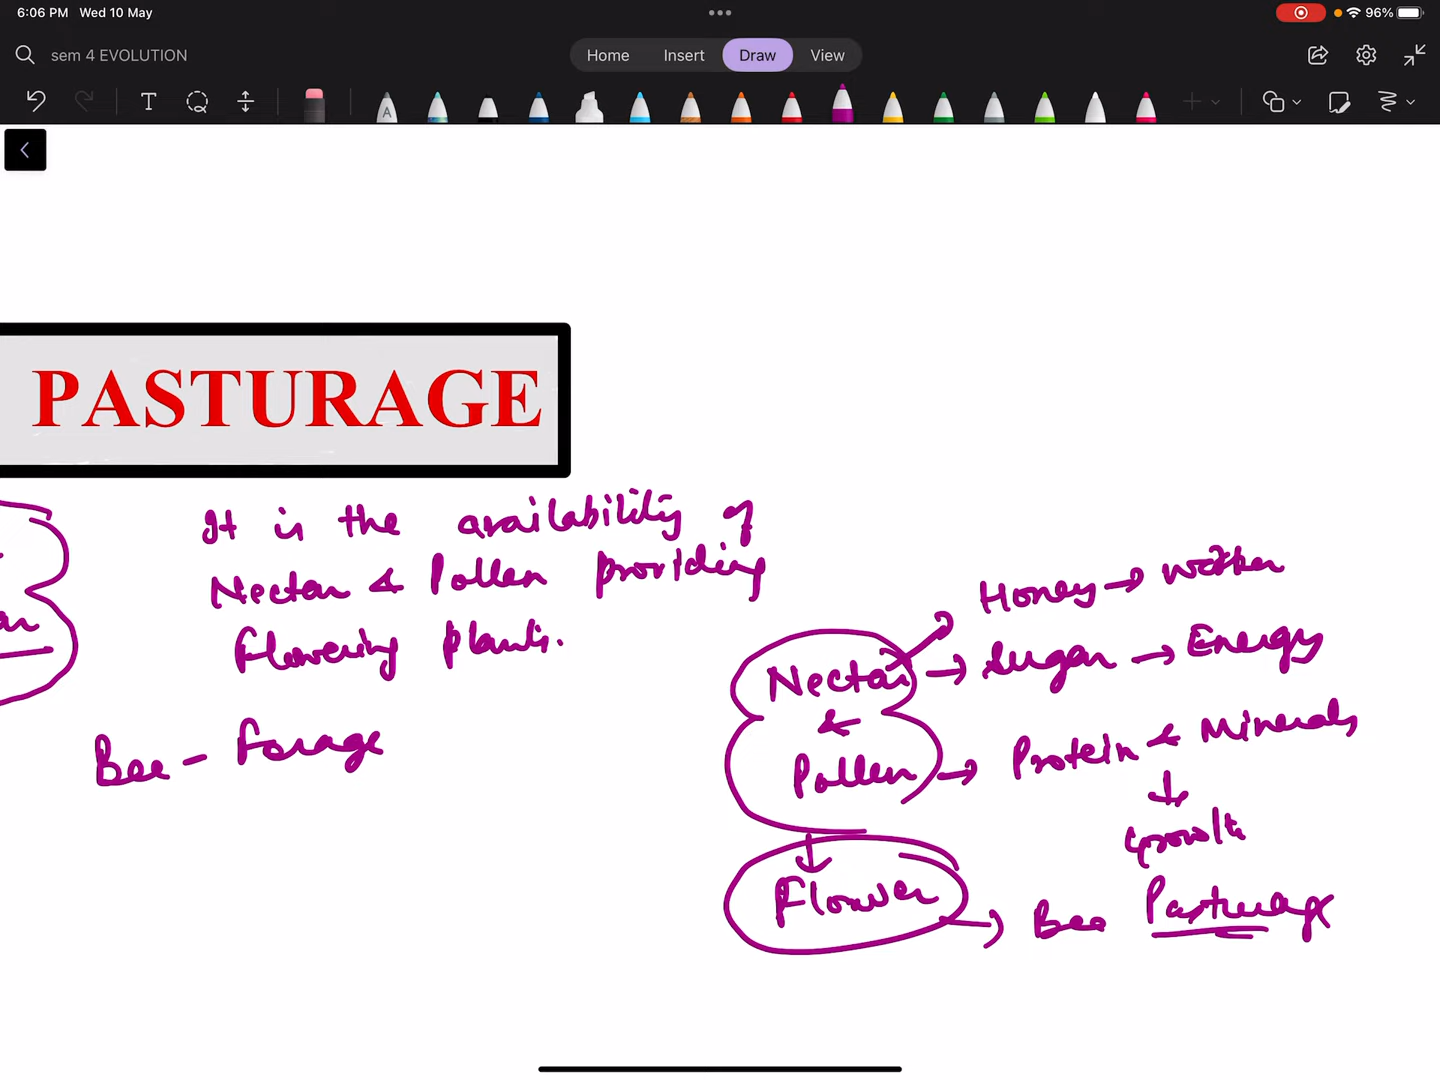 6:06 PM Wed 10 May
96%
sem 4 EVOLUTION
Home Insert Draw View
PASTURAGE
It is the availability of
Nectar & Pollen providing
Flowering plants.
Bee - Forage
Honey → worker
Nectar → Sugar → Energy
&
Pollen → Protein & Minerals
↓
Growth
↓
Flower → Bee Pasturage